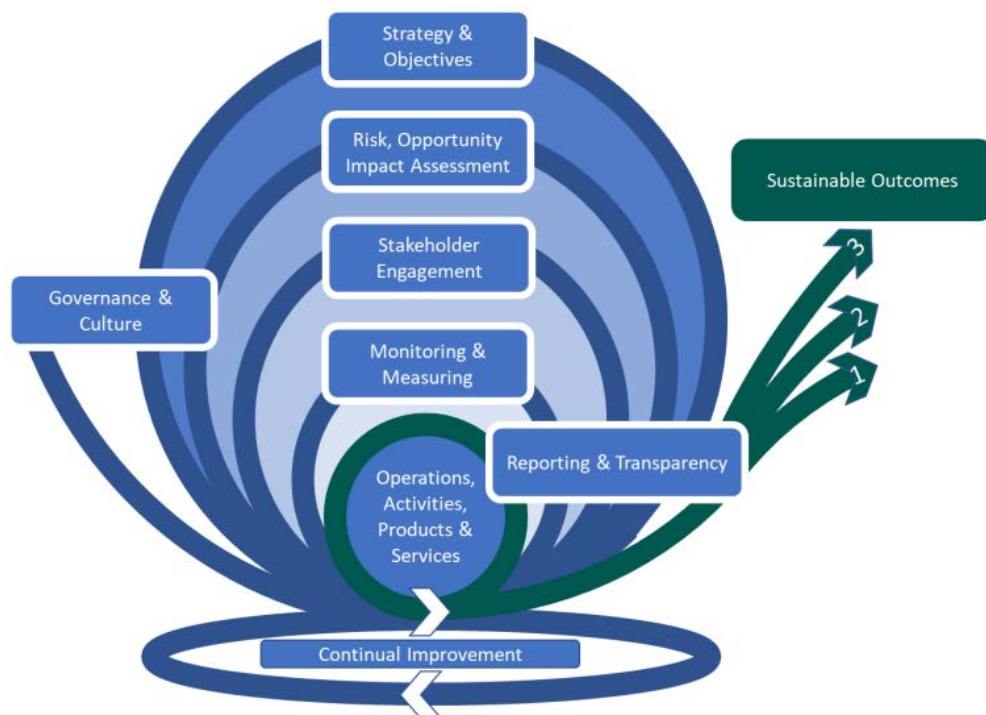 Strategy &
Objectives
Risk, Opportunity
Impact Assessment
Sustainable Outcomes
Stakeholder
Engagement
3
Governance &
Culture
2
Monitoring &
Measuring
1
Reporting & Transparency
Operations,
Activities,
Products &
Services
Continual Improvement